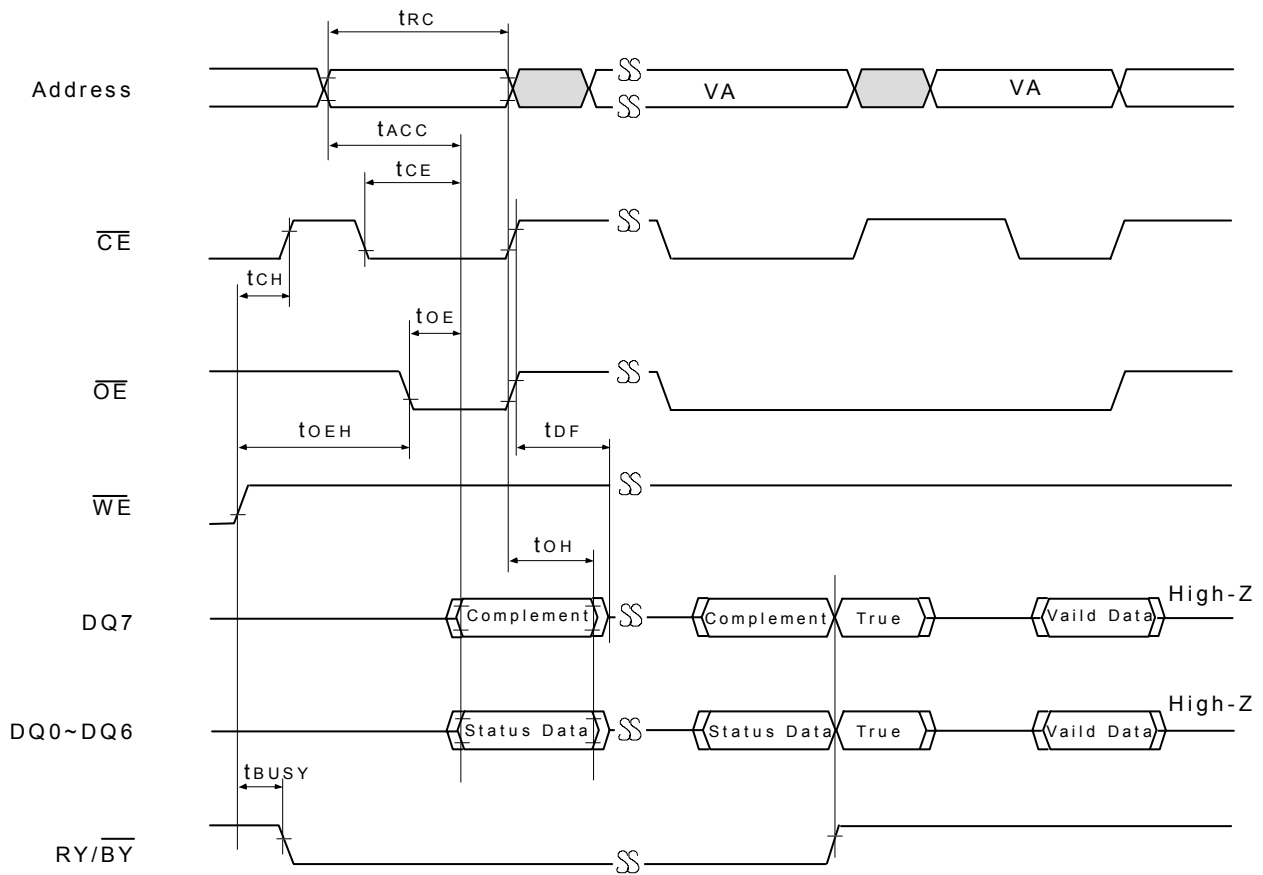 tRC
Address
VA
VA
tACC
tCE
CE
tCH
tOE
OE
tOEH
tDF
WE
tOH
DQ7
Complement
Complement
True
Vaild Data
High-Z
DQ0~DQ6
Status Data
Status Data
True
Vaild Data
High-Z
tBUSY
RY/BY